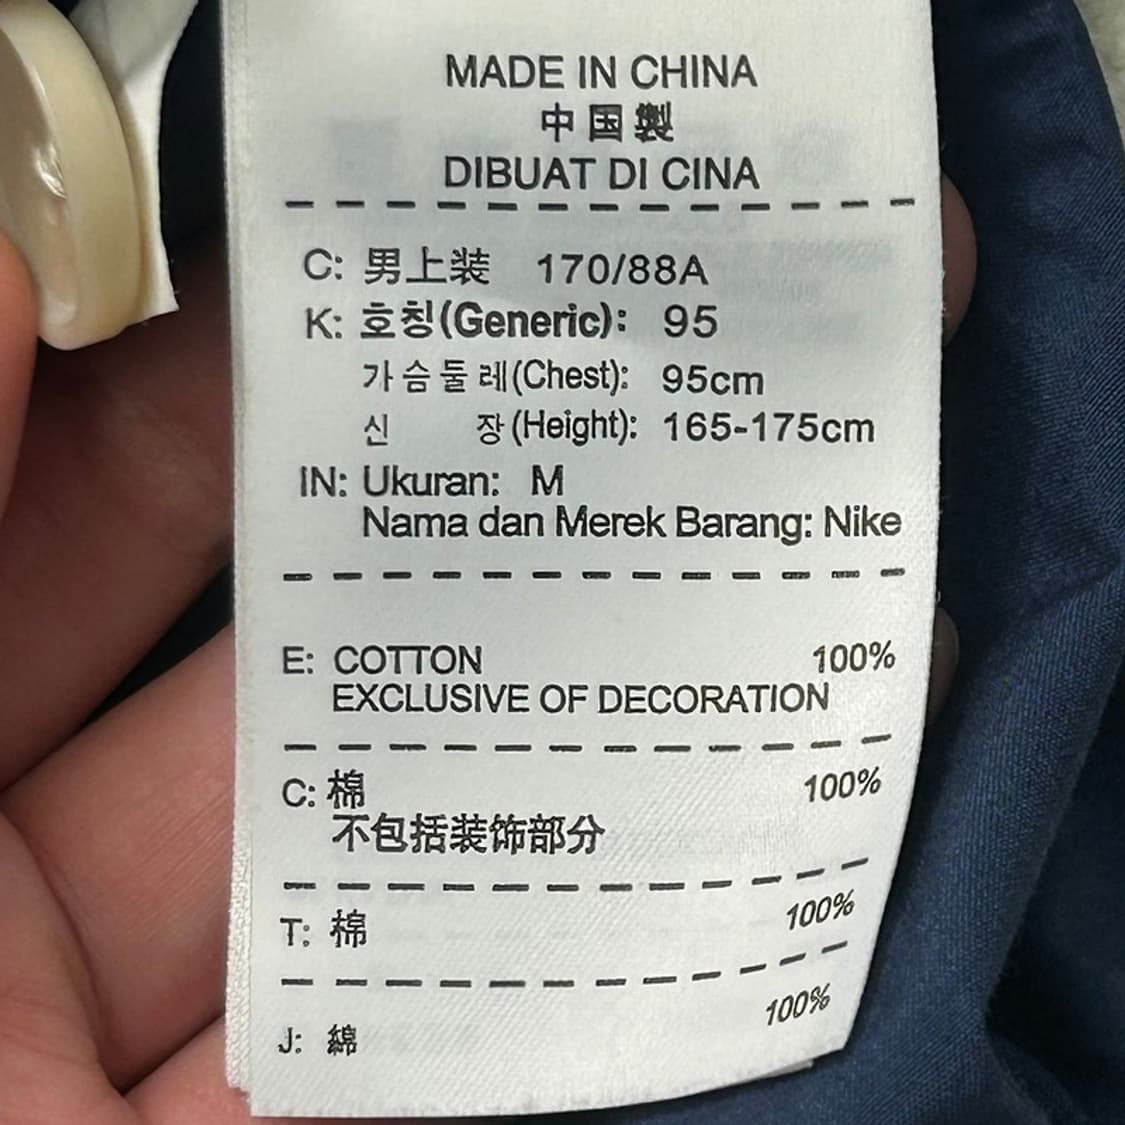 MADE IN CHINA
中国製
DIBUAT DI CINA
C: 男上装 170/88A
K: 호칭(Generic): 95
가슴둘레(Chest): 95cm
신 장(Height): 165-175cm
IN: Ukuran: M
Nama dan Merek Barang: Nike
E: COTTON 100%
EXCLUSIVE OF DECORATION
C: 棉 100%
不包括装饰部分
T: 棉 100%
J: 綿 100%